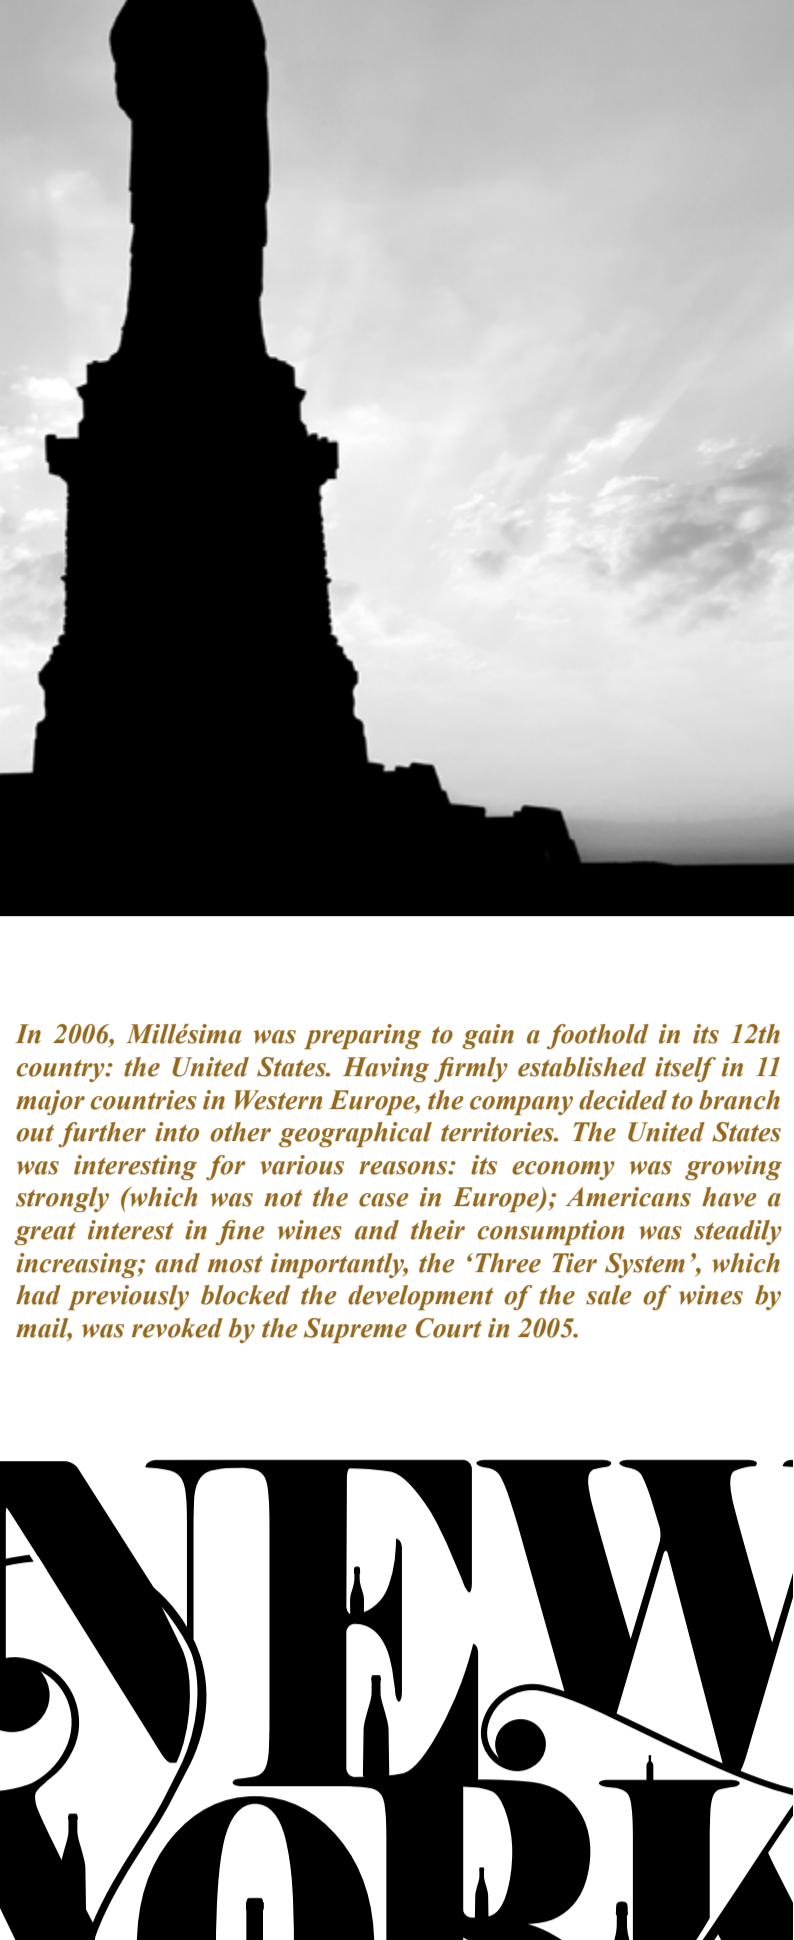 In 2006, Millésima was preparing to gain a foothold in its 12th
country: the United States. Having firmly established itself in 11
major countries in Western Europe, the company decided to branch
out further into other geographical territories. The United States
was interesting for various reasons: its economy was growing
strongly (which was not the case in Europe); Americans have a
great interest in fine wines and their consumption was steadily
increasing; and most importantly, the ‘Three Tier System’, which
had previously blocked the development of the sale of wines by
mail, was revoked by the Supreme Court in 2005.
NEW
YORK